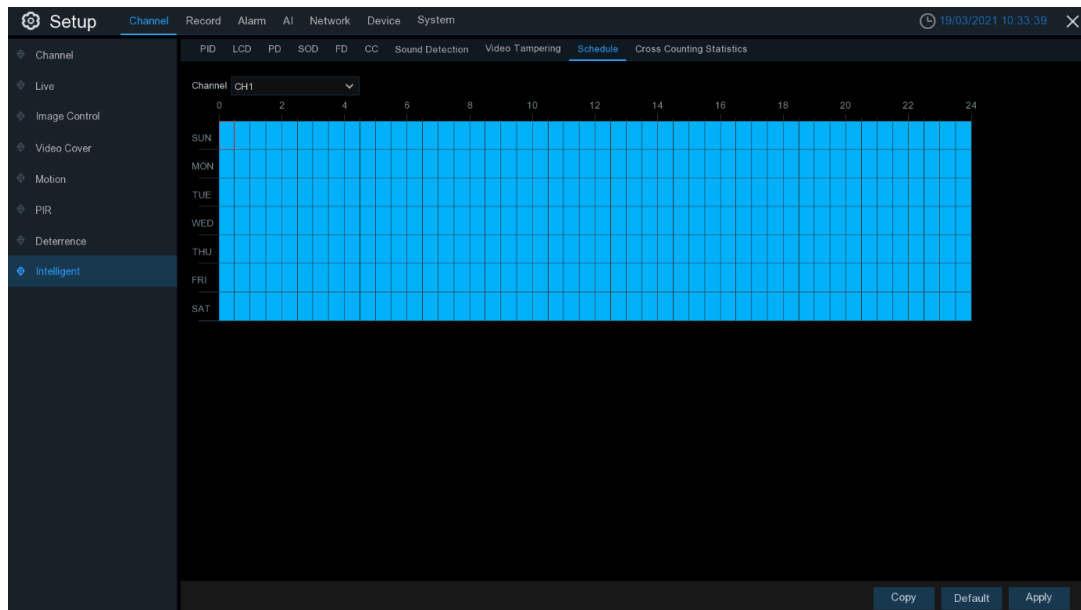 Setup Channel Record Alarm AI Network Device System 19/03/2021 10:33:39
PID LCD PD SOD FD CC Sound Detection Video Tampering Schedule Cross Counting Statistics
Channel
Live
Image Control
Video Cover
Motion
PIR
Deterrence
Intelligent
Channel CH1
0 2 4 6 8 10 12 14 16 18 20 22 24
SUN
MON
TUE
WED
THU
FRI
SAT
Copy Default Apply